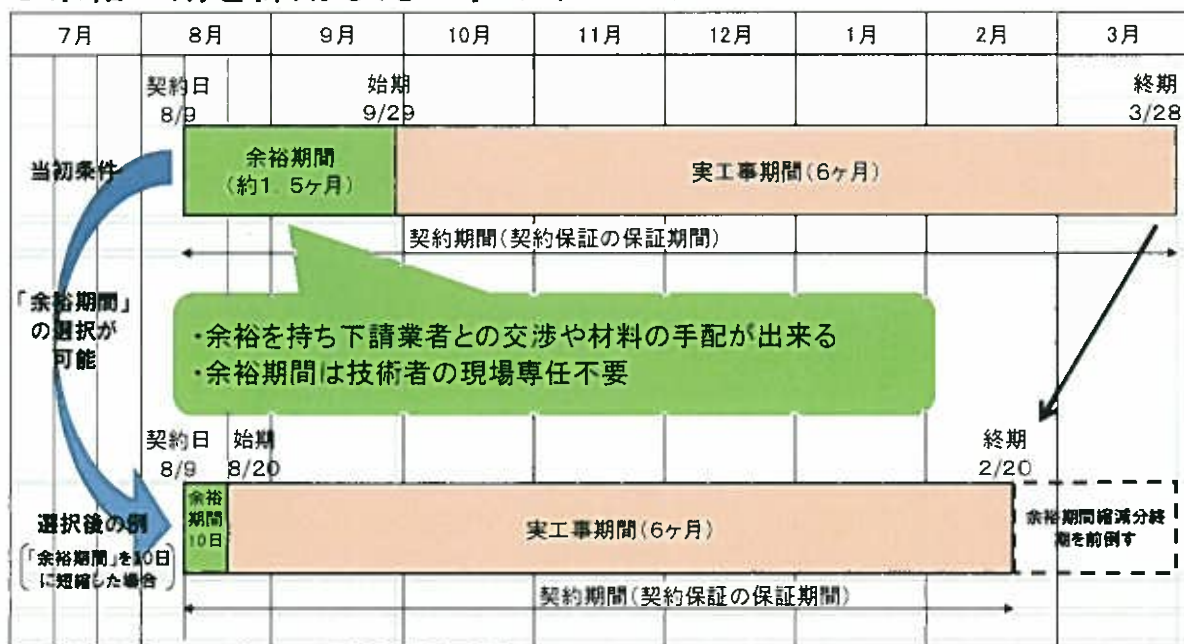 7月 8月 9月 10月 11月 12月 1月 2月 3月
契約日 始期 終期
8/9 9/29 3/28
当初条件
余裕期間
(約1.5ヶ月)
実工事期間(6ヶ月)
契約期間(契約保証の保証期間)
「余裕期間」
の選択が
可能
・余裕を持ち下請業者との交渉や材料の手配が出来る
・余裕期間は技術者の現場専任不要
契約日 始期 終期
8/9 8/20 2/20
選択後の例
「余裕期間」を10日
に短縮した場合
余裕
期間
10日
実工事期間(6ヶ月)
余裕期間縮減分終
期を前倒す
契約期間(契約保証の保証期間)